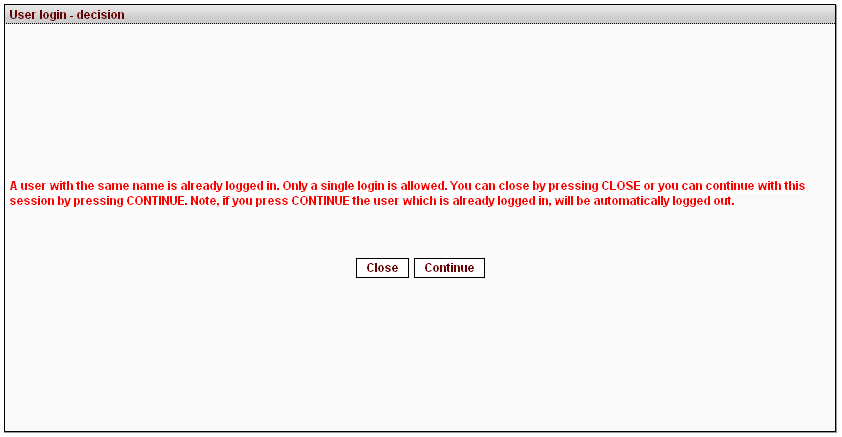 User login - decision
A user with the same name is already logged in. Only a single login is allowed. You can close by pressing CLOSE or you can continue with this
session by pressing CONTINUE. Note, if you press CONTINUE the user which is already logged in, will be automatically logged out.
Close Continue